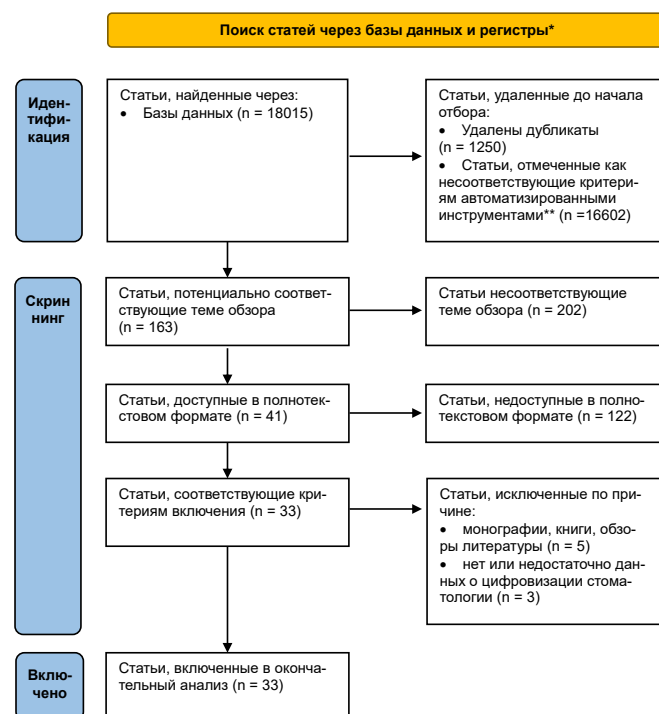 Поиск статей через базы данных и регистры*
Иден-
тифи-
кация
Статьи, найденные через:
• Базы данных (n = 18015)
Статьи, удаленные до начала
отбора:
• Удалены дубликаты
(n = 1250)
• Статьи, отмеченные как
несоответствующие критери-
ям автоматизированными
инструментами** (n =16602)
Скрин
нинг
Статьи, потенциально соответ-
ствующие теме обзора
(n = 163)
Статьи несоответствующие
теме обзора (n = 202)
Статьи, доступные в полнотек-
стовом формате (n = 41)
Статьи, недоступные в полно-
текстовом формате (n = 122)
Статьи, соответствующие кри-
териям включения (n = 33)
Статьи, исключенные по при-
чине:
• монографии, книги, обзо-
ры литературы (n = 5)
• нет или недостаточно дан-
ных о цифровизации стома-
тологии (n = 3)
Вклю-
чено
Статьи, включенные в оконча-
тельный анализ (n = 33)